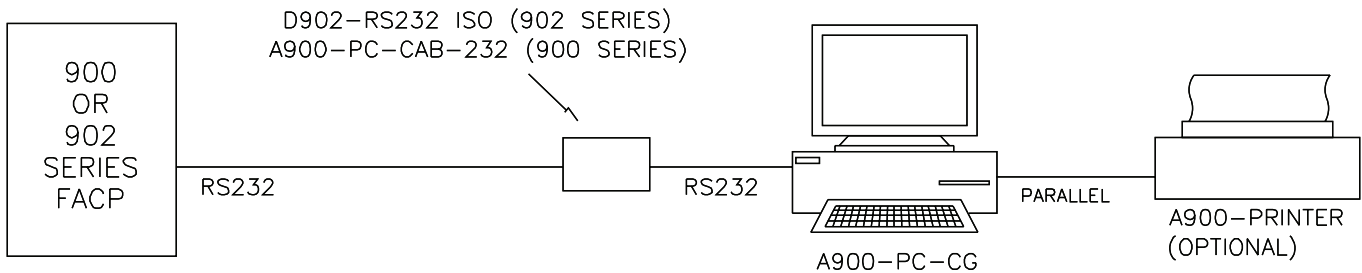 D902-RS232 ISO (902 SERIES)
A900-PC-CAB-232 (900 SERIES)
900
OR
902
SERIES
FACP
RS232
RS232
PARALLEL
A900-PC-CG
A900-PRINTER
(OPTIONAL)